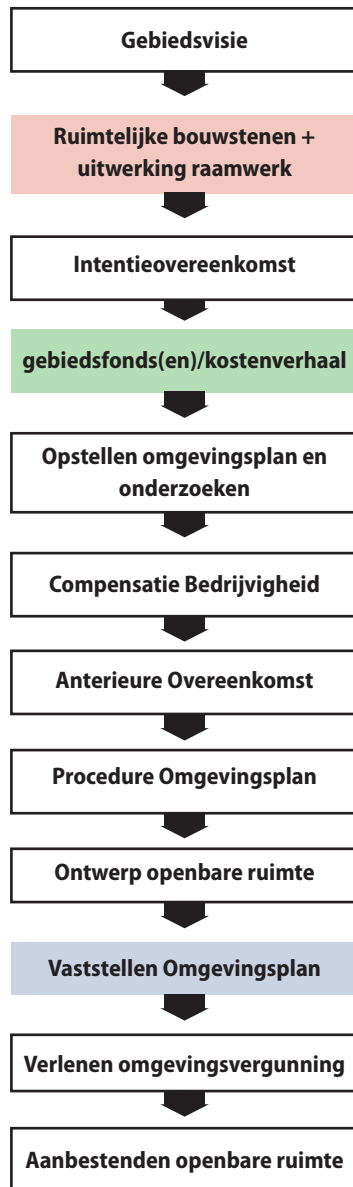 Gebiedsvisie
Ruimtelijke bouwstenen +
uitwerking raamwerk
Intentieovereenkomst
gebiedsfonds(en)/kostenverhaal
Opstellen omgevingsplan en
onderzoeken
Compensatie Bedrijvigheid
Anterieure Overeenkomst
Procedure Omgevingsplan
Ontwerp openbare ruimte
Vaststellen Omgevingsplan
Verlenen omgevingsvergunning
Aanbestenden openbare ruimte